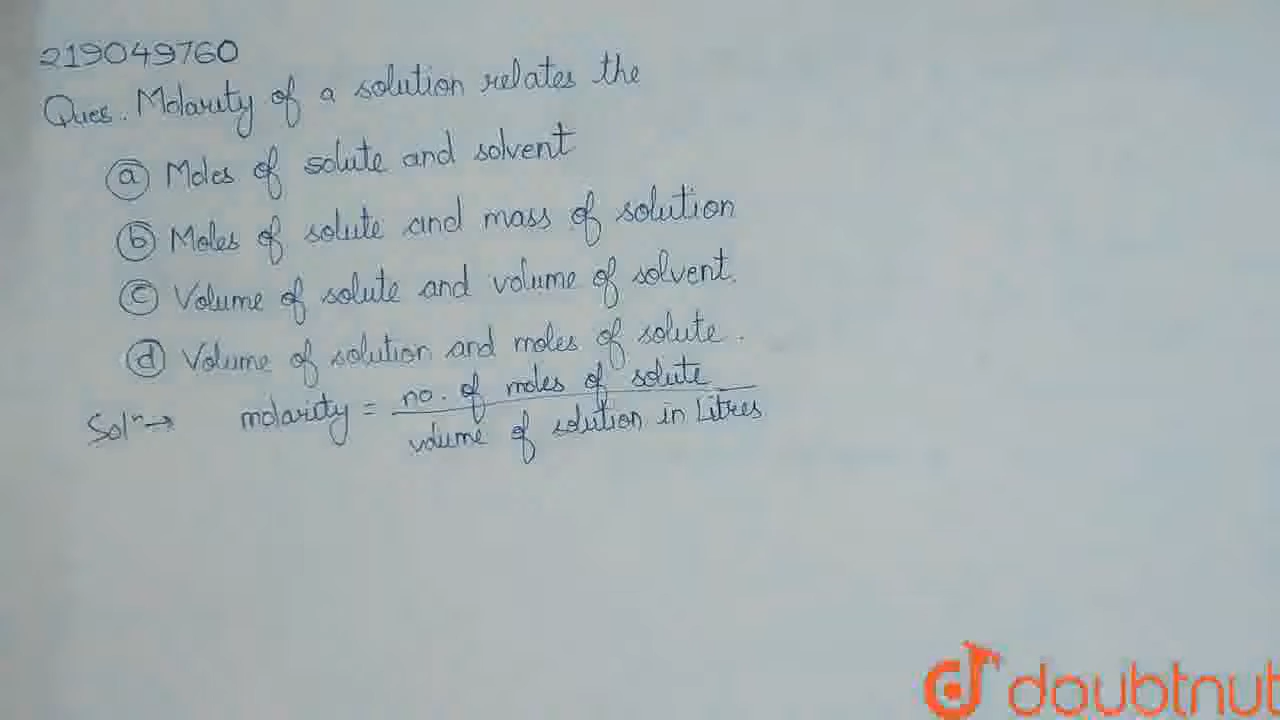 219049760
Ques. Molarity of a solution relates the
(a) Moles of solute and solvent
(b) Moles of solute and mass of solution
(c) Volume of solute and volume of solvent.
(d) Volume of solution and moles of solute.
Solⁿ→ molarity = no. of moles of solute
volume of solution in Litres
doubtnut